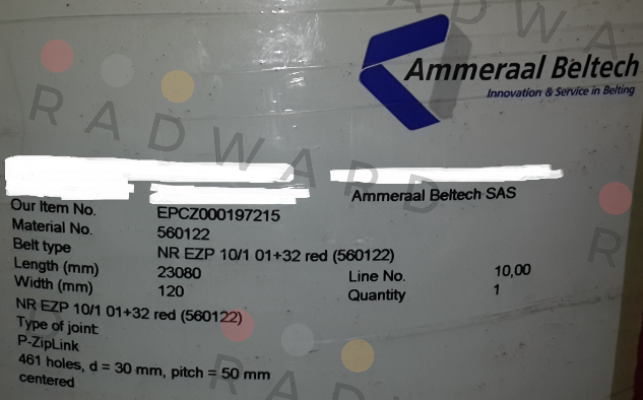 Ammeraal Beltech
Innovation & Service in Belting
RADWARD
Ammeraal Beltech SAS
Our Item No. EPCZ000197215
Material No. 560122
Belt type NR EZP 10/1 01+32 red (560122)
Length (mm) 23080 Line No. 10,00
Width (mm) 120 Quantity 1
NR EZP 10/1 01+32 red (560122)
Type of joint:
P-ZipLink
461 holes, d = 30 mm, pitch = 50 mm
centered
RADWARD